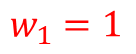 w₁ = 1